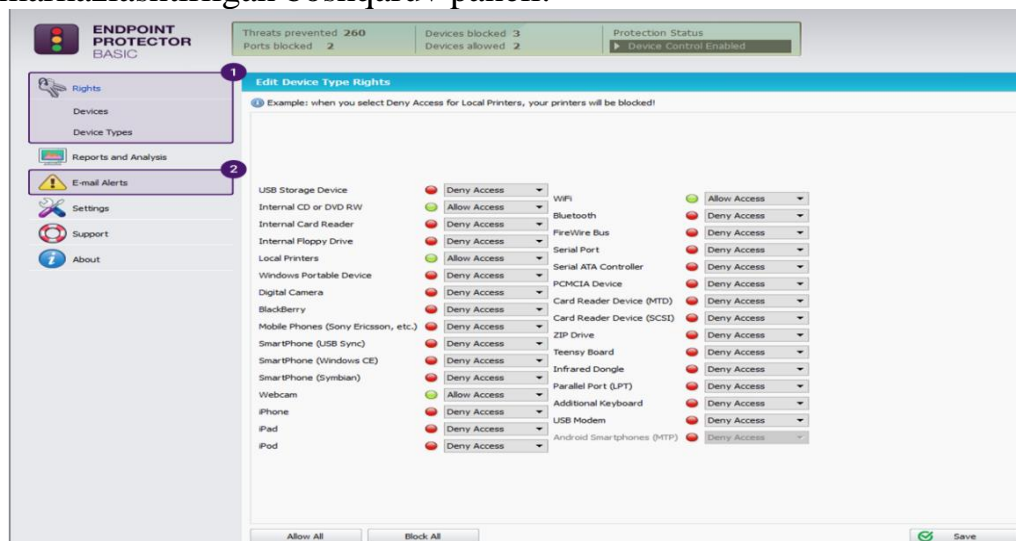 markazlashtirilgan boshqaruv paneli.
ENDPOINT
PROTECTOR
BASIC
Threats prevented 260
Ports blocked 2
Devices blocked 3
Devices allowed 2
Protection Status
Device Control Enabled
1
Rights
Devices
Device Types
Reports and Analysis
2
E-mail Alerts
Settings
Support
About
Edit Device Type Rights
Example: when you select Deny Access for Local Printers, your printers will be blocked!
USB Storage Device Deny Access
Internal CD or DVD RW Allow Access
Internal Card Reader Deny Access
Internal Floppy Drive Deny Access
Local Printers Allow Access
Windows Portable Device Deny Access
Digital Camera Deny Access
BlackBerry Deny Access
Mobile Phones (Sony Ericsson, etc.) Deny Access
SmartPhone (USB Sync) Deny Access
SmartPhone (Windows CE) Deny Access
SmartPhone (Symbian) Deny Access
Webcam Allow Access
iPhone Deny Access
iPad Deny Access
iPod Deny Access
WiFi Allow Access
Bluetooth Deny Access
FireWire Bus Deny Access
Serial Port Deny Access
Serial ATA Controller Deny Access
PCMCIA Device Deny Access
Card Reader Device (MTD) Deny Access
Card Reader Device (SCSI) Deny Access
ZIP Drive Deny Access
Teensy Board Deny Access
Infrared Dongle Deny Access
Parallel Port (LPT) Deny Access
Additional Keyboard Deny Access
USB Modem Deny Access
Android Smartphones (MTP) Deny Access
Allow All
Block All
Save